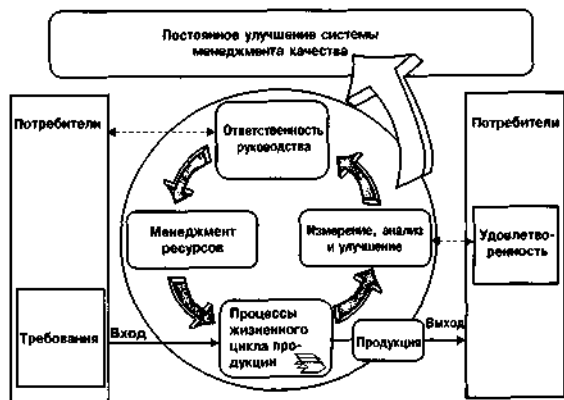 Постоянное улучшение системы
менеджмента качества
Потребители
Ответственность
руководства
Потребители
Менеджмент
ресурсов
Измерение, анализ
и улучшение
Удовлетво-
ренность
Требования
Вход
Процессы
жизненного
цикла про-
дукции
Продукция
Выход